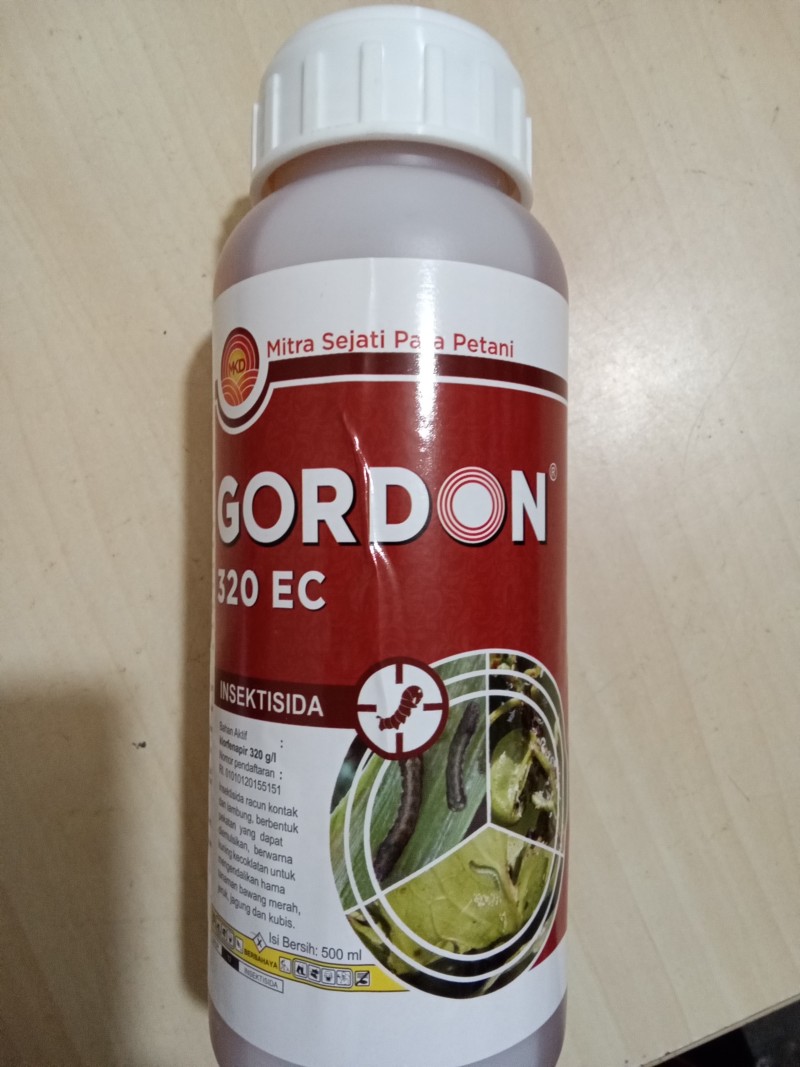 MKD
Mitra Sejati Para Petani
GORDON®
320 EC
INSEKTISIDA
Bahan Aktif :
klorfenapir 320 g/l
Nomor pendaftaran :
RI. 01010120155151
Insektisida racun kontak
dan lambung, berbentuk
pekatan yang dapat
diemulsikan, berwarna
kuning kecoklatan untuk
mengendalikan hama
tanaman bawang merah,
jeruk, jagung dan kubis.
Isi Bersih: 500 ml
BERBAHAYA
INSEKTISIDA